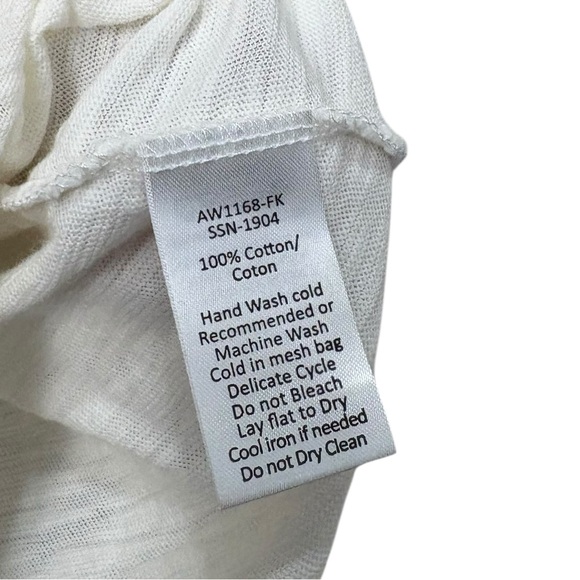 AW1168-FK
SSN-1904
100% Cotton/
Coton
Hand Wash cold
Recommended or
Machine Wash
Cold in mesh bag
Delicate Cycle
Do not Bleach
Lay flat to Dry
Cool iron if needed
Do not Dry Clean